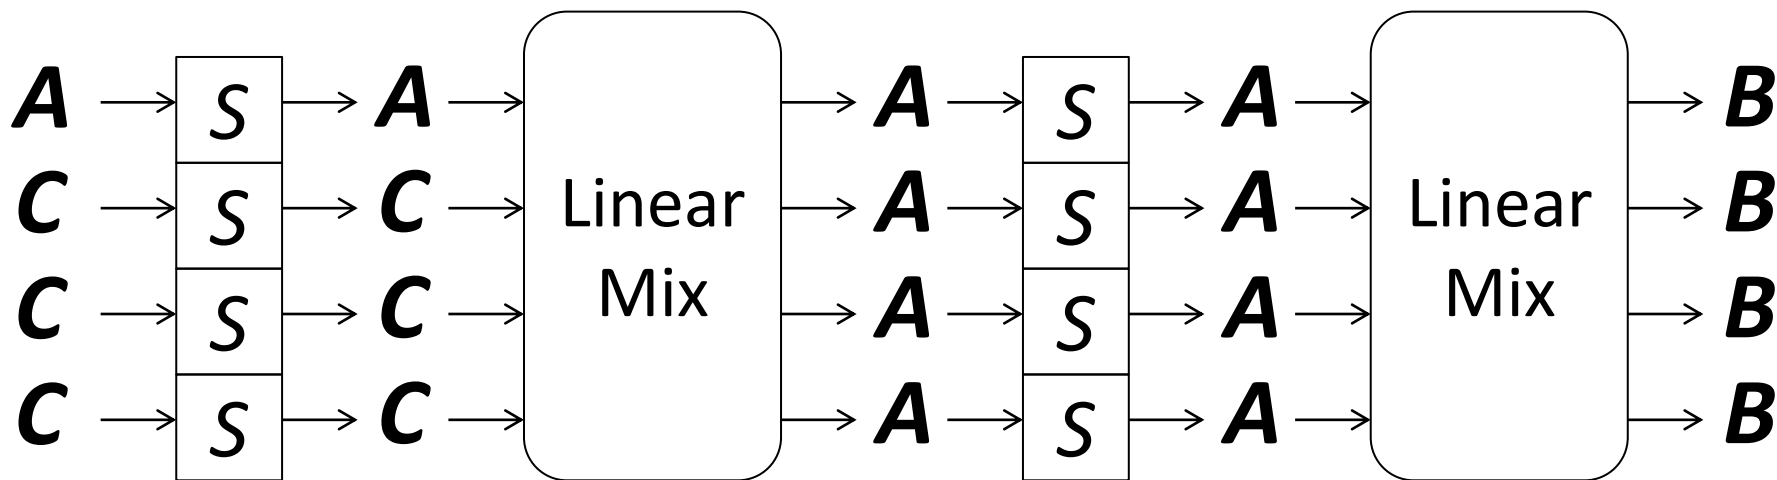 A S A A S A B
C S C Linear A S A Linear B
C S C Mix A S A Mix B
C S C A S A B